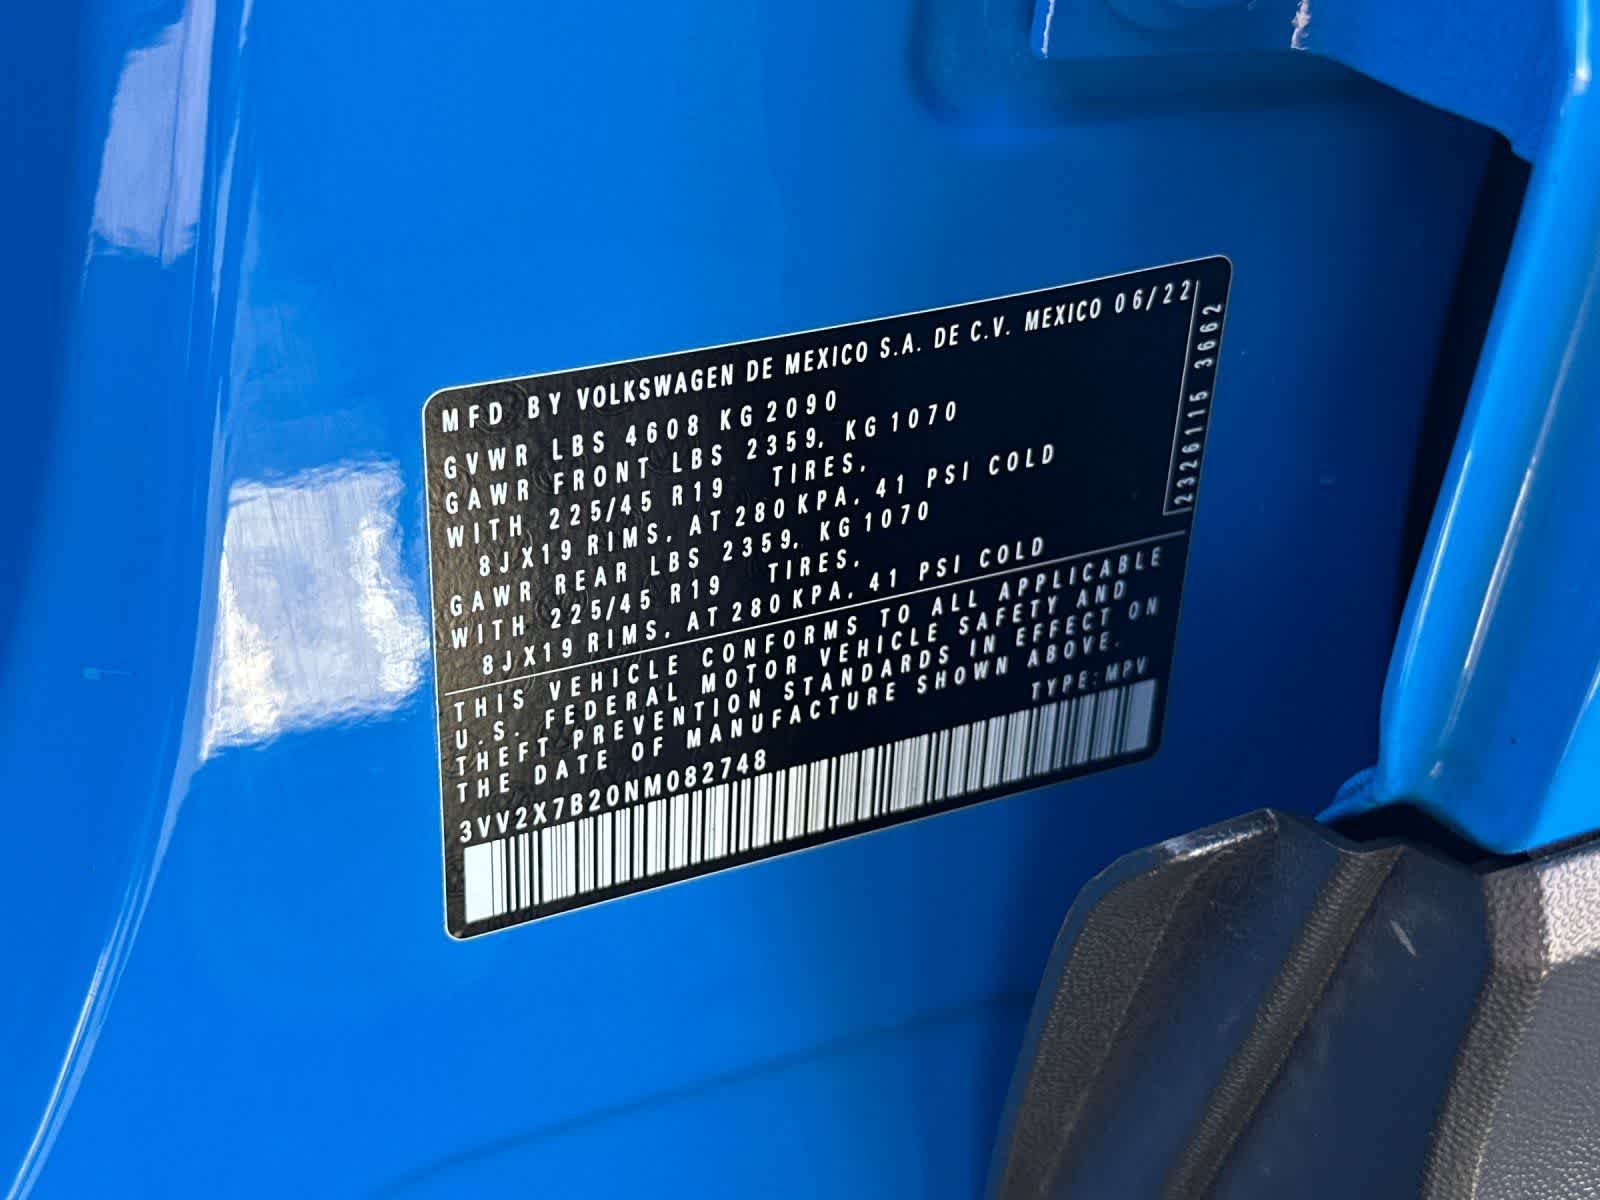 MFD BY VOLKSWAGEN DE MEXICO S.A. DE C.V. MEXICO 06/22
GVWR LBS 4608 KG 2090
GAWR FRONT LBS 2359, KG 1070
WITH 225/45 R19 TIRES,
8JX19 RIMS, AT 280 KPA, 41 PSI COLD
GAWR REAR LBS 2359, KG 1070
WITH 225/45 R19 TIRES,
8JX19 RIMS, AT 280 KPA, 41 PSI COLD
THIS VEHICLE CONFORMS TO ALL APPLICABLE
U.S. FEDERAL MOTOR VEHICLE SAFETY AND
THEFT PREVENTION STANDARDS IN EFFECT ON
THE DATE OF MANUFACTURE SHOWN ABOVE.
TYPE:MPV
3VV2X7B20NM082748
2326115 3662